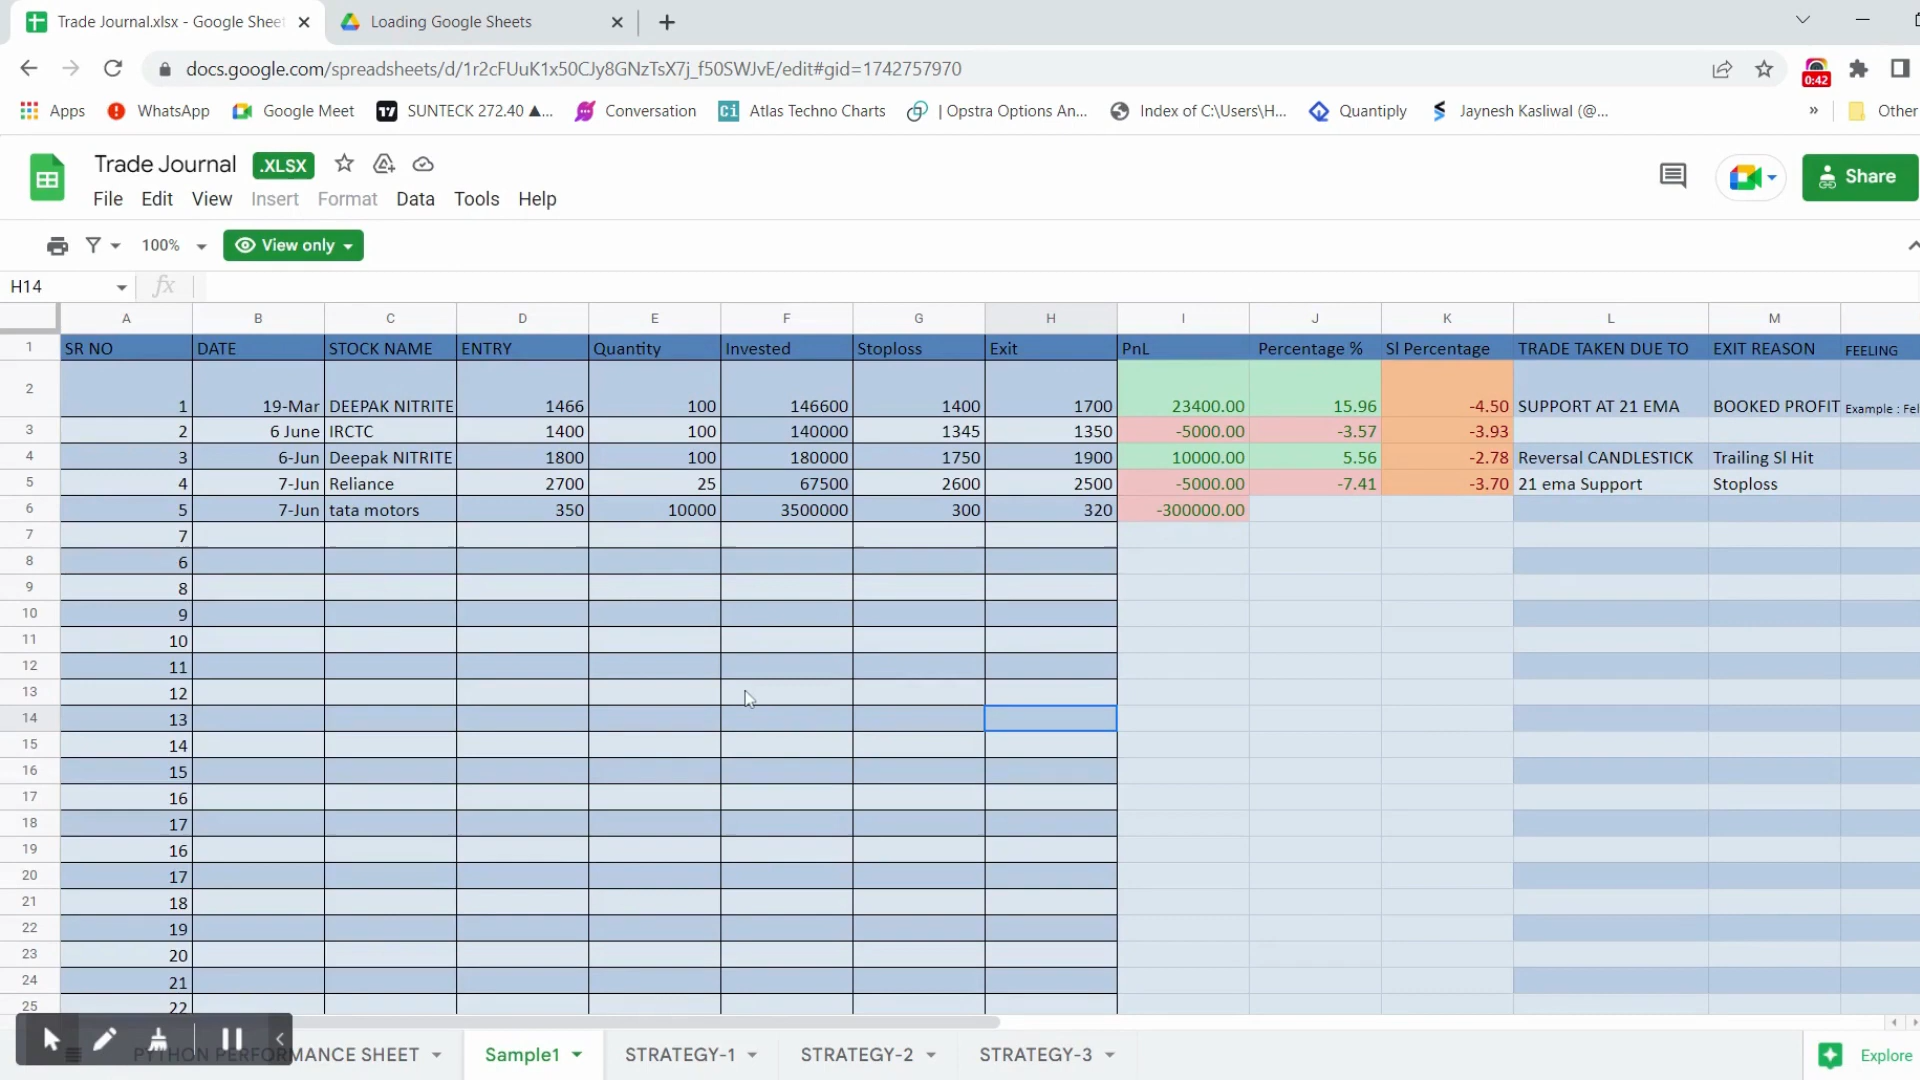 Trade Journal.xlsx - Google Sheet
Loading Google Sheets
docs.google.com/spreadsheets/d/1r2cFUuK1x50CJy8GNzTsX7j_f50SWJvE/edit#gid=1742757970
0:42
Apps WhatsApp Google Meet SUNTECK 272.40 ▲... Conversation Atlas Techno Charts | Opstra Options An... Index of C:\Users\H... Quantiply Jaynesh Kasliwal (@... » Other
Trade Journal .XLSX
File Edit View Insert Format Data Tools Help
Share
100% View only
H14 fx
A B C D E F G H I J K L M
1 SR NO DATE STOCK NAME ENTRY Quantity Invested Stoploss Exit PnL Percentage % Sl Percentage TRADE TAKEN DUE TO EXIT REASON FEELING
2 1 19-Mar DEEPAK NITRITE 1466 100 146600 1400 1700 23400.00 15.96 -4.50 SUPPORT AT 21 EMA BOOKED PROFIT Example : Fel
3 2 6 June IRCTC 1400 100 140000 1345 1350 -5000.00 -3.57 -3.93
4 3 6-Jun Deepak NITRITE 1800 100 180000 1750 1900 10000.00 5.56 -2.78 Reversal CANDLESTICK Trailing Sl Hit
5 4 7-Jun Reliance 2700 25 67500 2600 2500 -5000.00 -7.41 -3.70 21 ema Support Stoploss
6 5 7-Jun tata motors 350 10000 3500000 300 320 -300000.00
7 7
8 6
9 8
10 9
11 10
12 11
13 12
14 13
15 14
16 15
17 16
18 17
19 16
20 17
21 18
22 19
23 20
24 21
25 22
PYTHON PERFORMANCE SHEET Sample1 STRATEGY-1 STRATEGY-2 STRATEGY-3 Explore